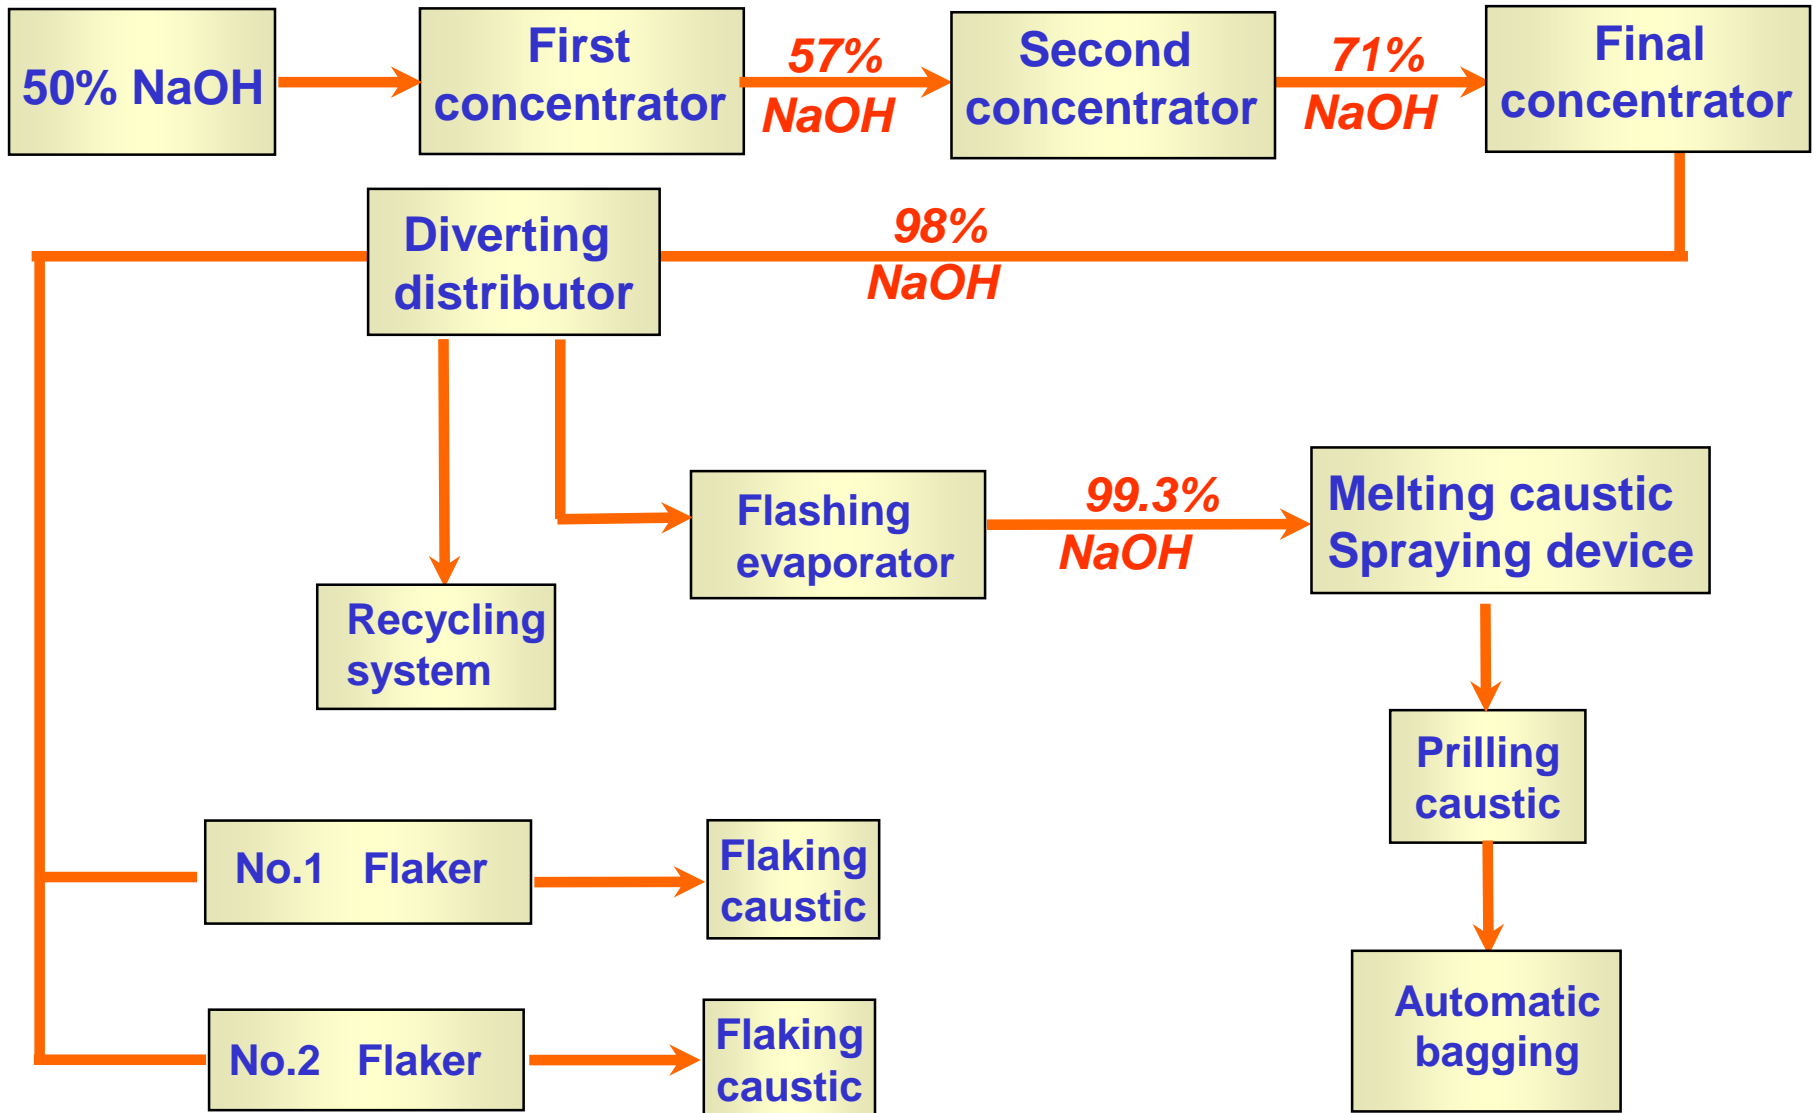 50% NaOH
First
concentrator
57%
NaOH
Second
concentrator
71%
NaOH
Final
concentrator
Diverting
distributor
98%
NaOH
Flashing
evaporator
99.3%
NaOH
Melting caustic
Spraying device
Recycling
system
Prilling
caustic
No.1 Flaker
Flaking
caustic
Automatic
bagging
No.2 Flaker
Flaking
caustic